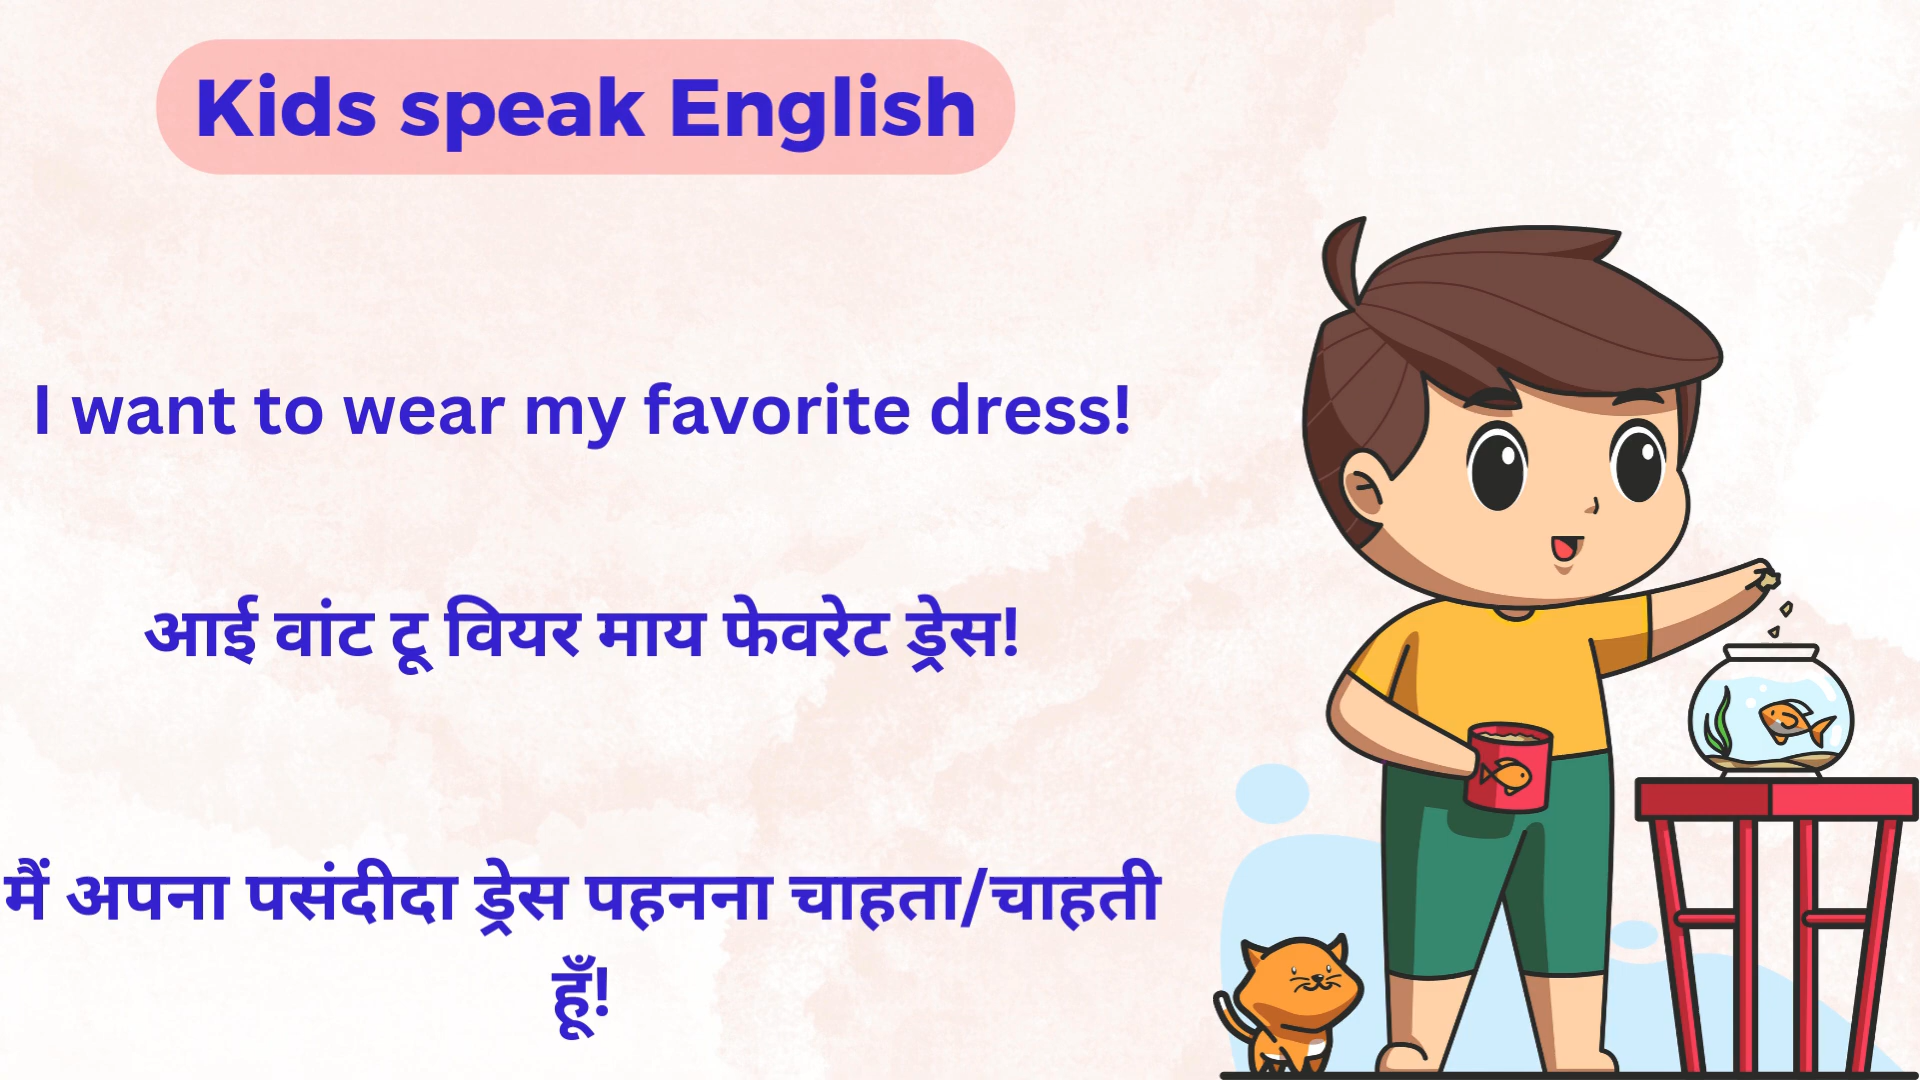 Kids speak English
I want to wear my favorite dress!
आई वांट टू वियर माय फेवरेट ड्रेस!
मैं अपना पसंदीदा ड्रेस पहनना चाहता/चाहती
हूँ!